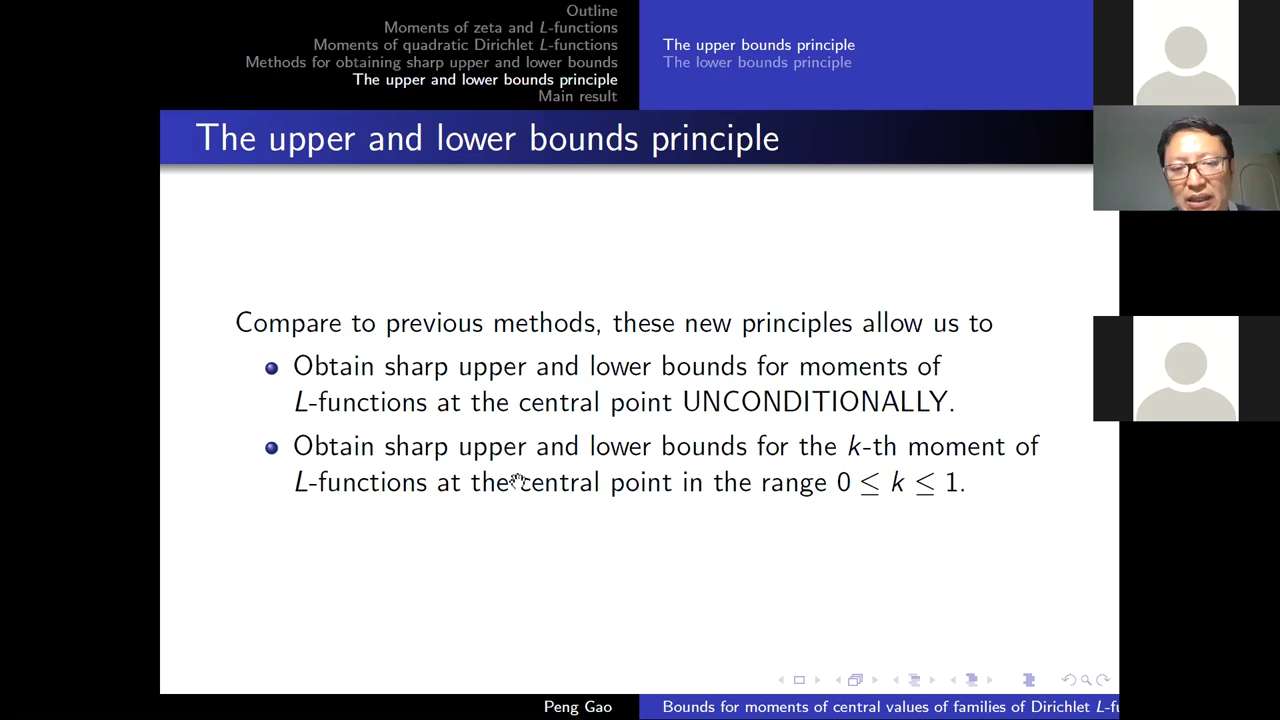 Outline
Moments of zeta and L-functions
Moments of quadratic Dirichlet L-functions
Methods for obtaining sharp upper and lower bounds
The upper and lower bounds principle
Main result
The upper bounds principle
The lower bounds principle
The upper and lower bounds principle
Compare to previous methods, these new principles allow us to
Obtain sharp upper and lower bounds for moments of
L-functions at the central point UNCONDITIONALLY.
Obtain sharp upper and lower bounds for the k-th moment of
L-functions at the central point in the range 0 ≤ k ≤ 1.
Peng Gao
Bounds for moments of central values of families of Dirichlet L-fu